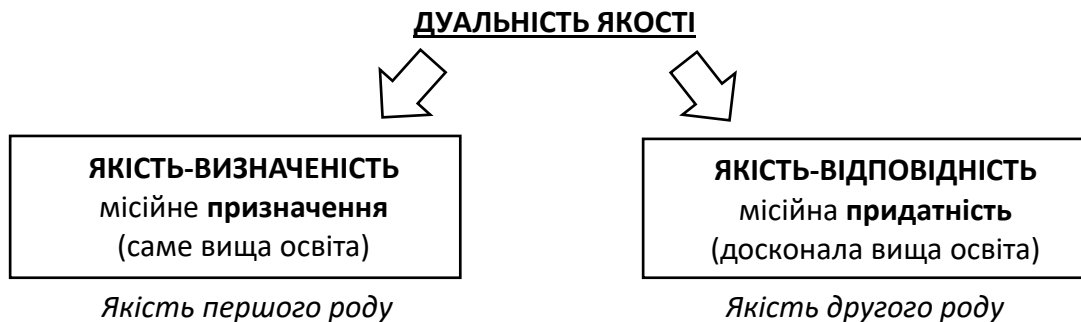 ДУАЛЬНІСТЬ ЯКОСТІ
ЯКІСТЬ-ВИЗНАЧЕНІСТЬ
місійне призначення
(саме вища освіта)
Якість першого роду
ЯКІСТЬ-ВІДПОВІДНІСТЬ
місійна придатність
(досконала вища освіта)
Якість другого роду